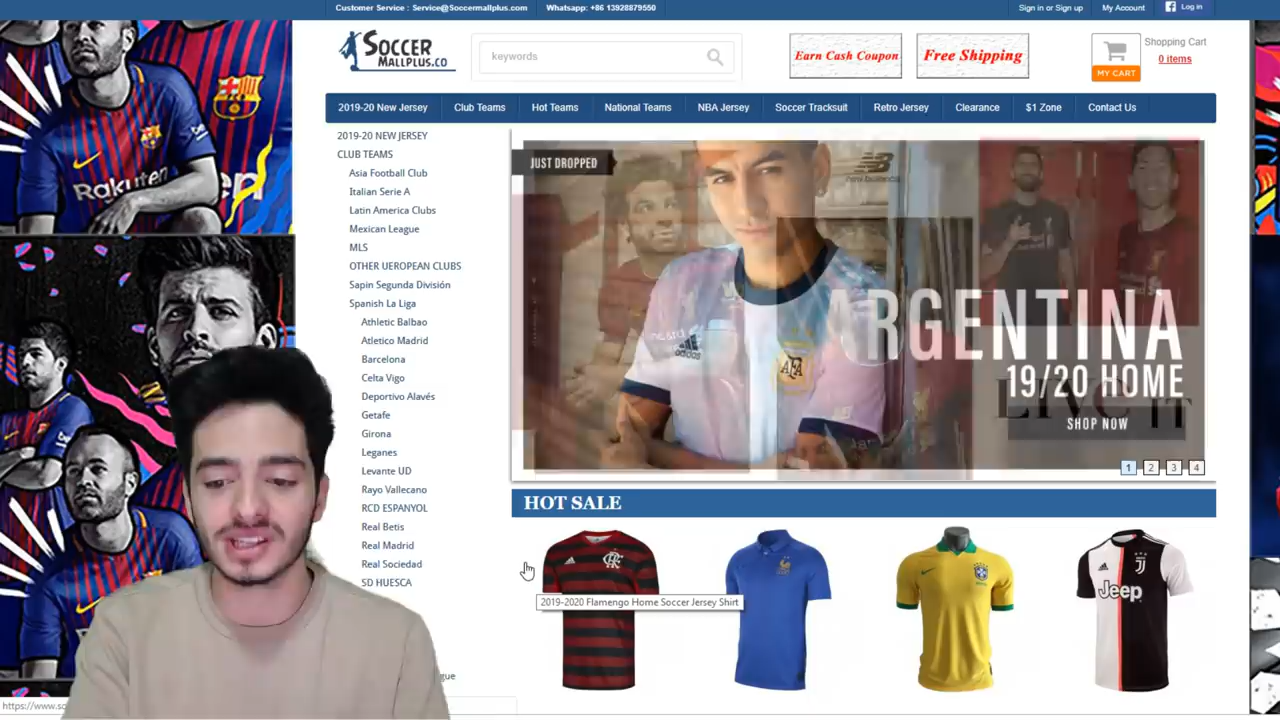 Customer Service : Service@Soccermallplus.com
Whatsapp: +86 13928879550
Sign in or Sign up
My Account
Log in
SOCCER
MALLPLUS.CO
keywords
Earn Cash Coupon
Free Shipping
MY CART
Shopping Cart
0 items
2019-20 New Jersey
Club Teams
Hot Teams
National Teams
NBA Jersey
Soccer Tracksuit
Retro Jersey
Clearance
$1 Zone
Contact Us
2019-20 NEW JERSEY
CLUB TEAMS
Asia Football Club
Italian Serie A
Latin America Clubs
Mexican League
MLS
OTHER UEROPEAN CLUBS
Sapin Segunda División
Spanish La Liga
Athletic Balbao
Atletico Madrid
Barcelona
Celta Vigo
Deportivo Alavés
Getafe
Girona
Leganes
Levante UD
Rayo Vallecano
RCD ESPANYOL
Real Betis
Real Madrid
Real Sociedad
SD HUESCA
JUST DROPPED
new balance
adidas
AFA
ARGENTINA
19/20 HOME
SHOP NOW
1 2 3 4
HOT SALE
2019-2020 Flamengo Home Soccer Jersey Shirt
Jeep
Rakuten